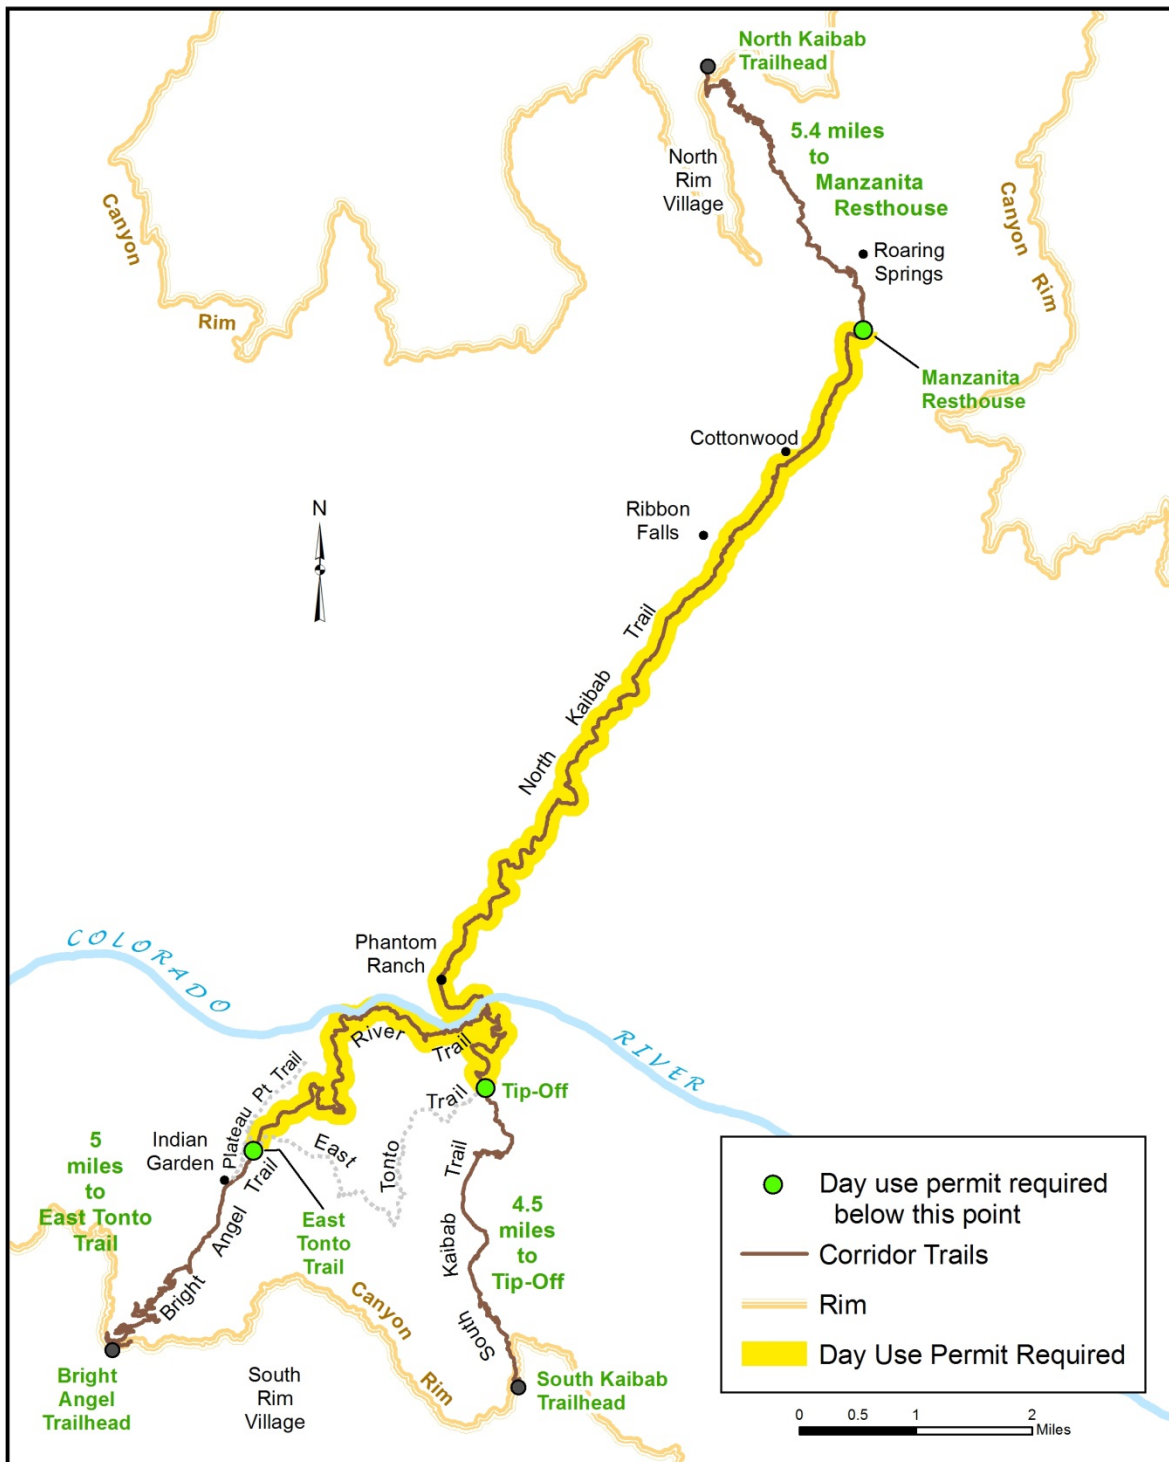 North Kaibab
Trailhead
5.4 miles
to
Manzanita
Resthouse
North
Rim
Village
Canyon
Rim
Canyon
Rim
Roaring
Springs
Manzanita
Resthouse
Cottonwood
Ribbon
Falls
N
North Kaibab Trail
Phantom
Ranch
COLORADO
RIVER
River Trail
Plateau Pt Trail
Tip-Off
East Tonto Trail
Indian
Garden
5
miles
to
East Tonto
Trail
Bright Angel Trail
East
Tonto
Trail
4.5
miles
to
Tip-Off
South Kaibab Trail
Canyon
Rim
Bright
Angel
Trailhead
South
Rim
Village
South Kaibab
Trailhead
Day use permit required
below this point
Corridor Trails
Rim
Day Use Permit Required
0 0.5 1 2
Miles